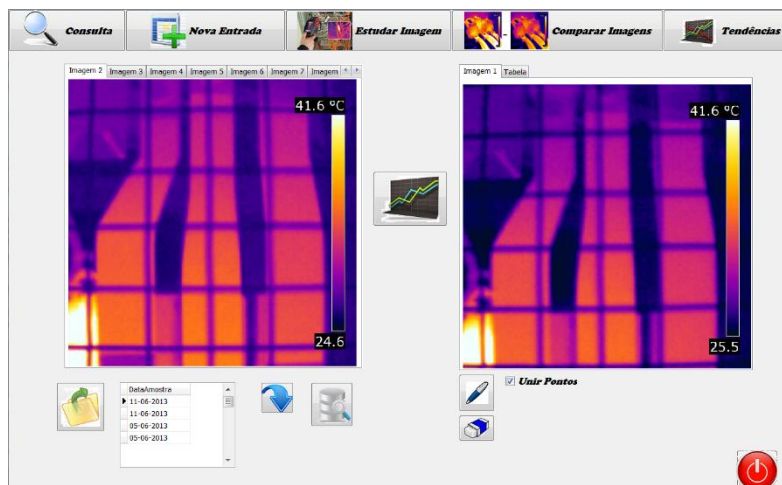 Consulta
Nova Entrada
Estudar Imagem
Comparar Imagens
Tendências
Imagem 2 Imagem 3 Imagem 4 Imagem 5 Imagem 6 Imagem 7 Imagem
41.6 ºC
24.6
Imagem 1 Tabela
41.6 ºC
25.5
DataAmostra
11-06-2013
11-06-2013
05-06-2013
05-06-2013
Unir Pontos